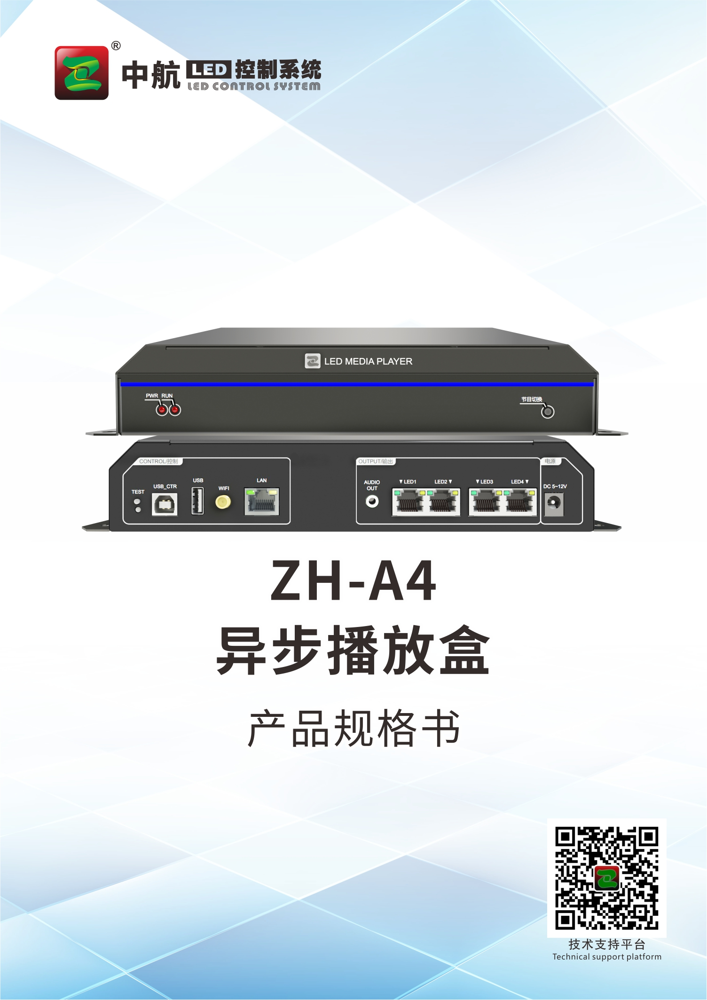 ®
中航 LED 控制系统
LED CONTROL SYSTEM
LED MEDIA PLAYER
PWR RUN
节目切换
CONTROL/控制
OUTPUT/输出
电源
TEST
USB_CTR
USB
WIFI
LAN
AUDIO
OUT
▼LED1
LED2▼
▼LED3
LED4▼
DC 5~12V
ZH-A4
异步播放盒
产品规格书
技术支持平台
Technical support platform